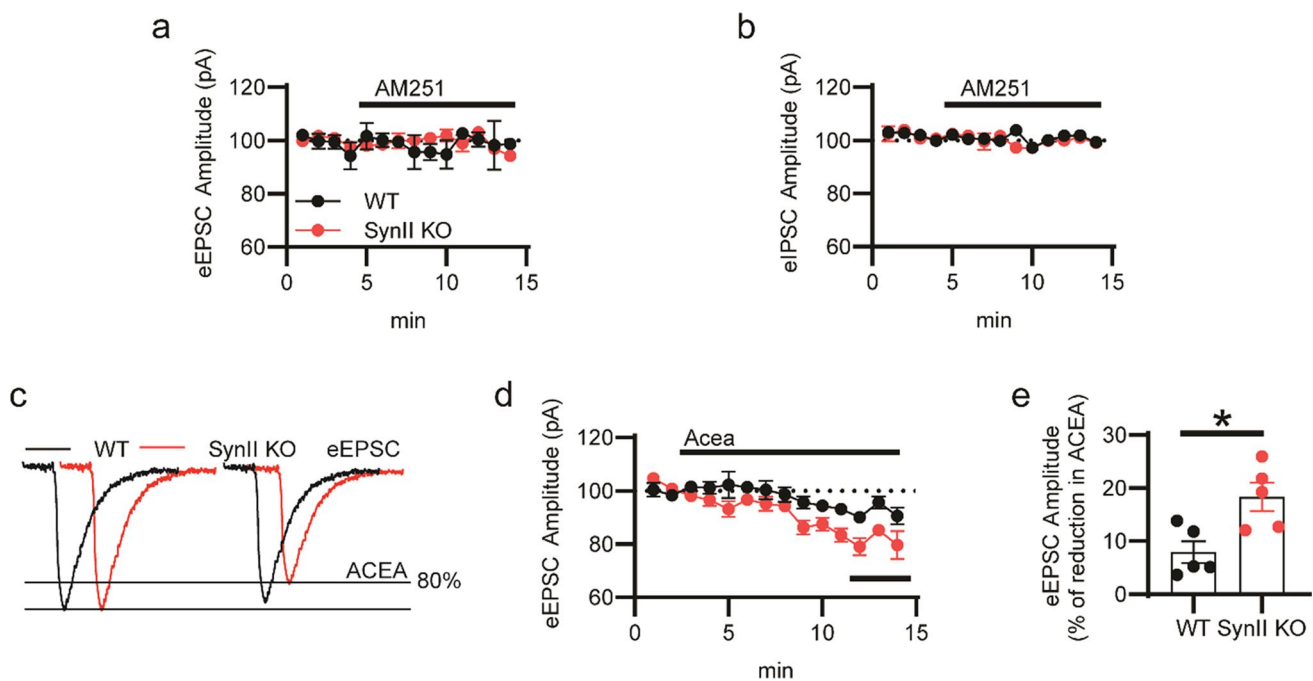 a
eEPSC Amplitude (pA)
120
100
80
60
AM251
WT
SynII KO
0
5
10
15
min
b
eIPSC Amplitude (pA)
120
100
80
60
AM251
0
5
10
15
min
c
WT SynII KO eEPSC
ACEA
80%
d
eEPSC Amplitude (pA)
120
100
80
60
Acea
0
5
10
15
min
e
eEPSC Amplitude
(% of reduction in ACEA)
30
20
10
0
*
WT SynII KO